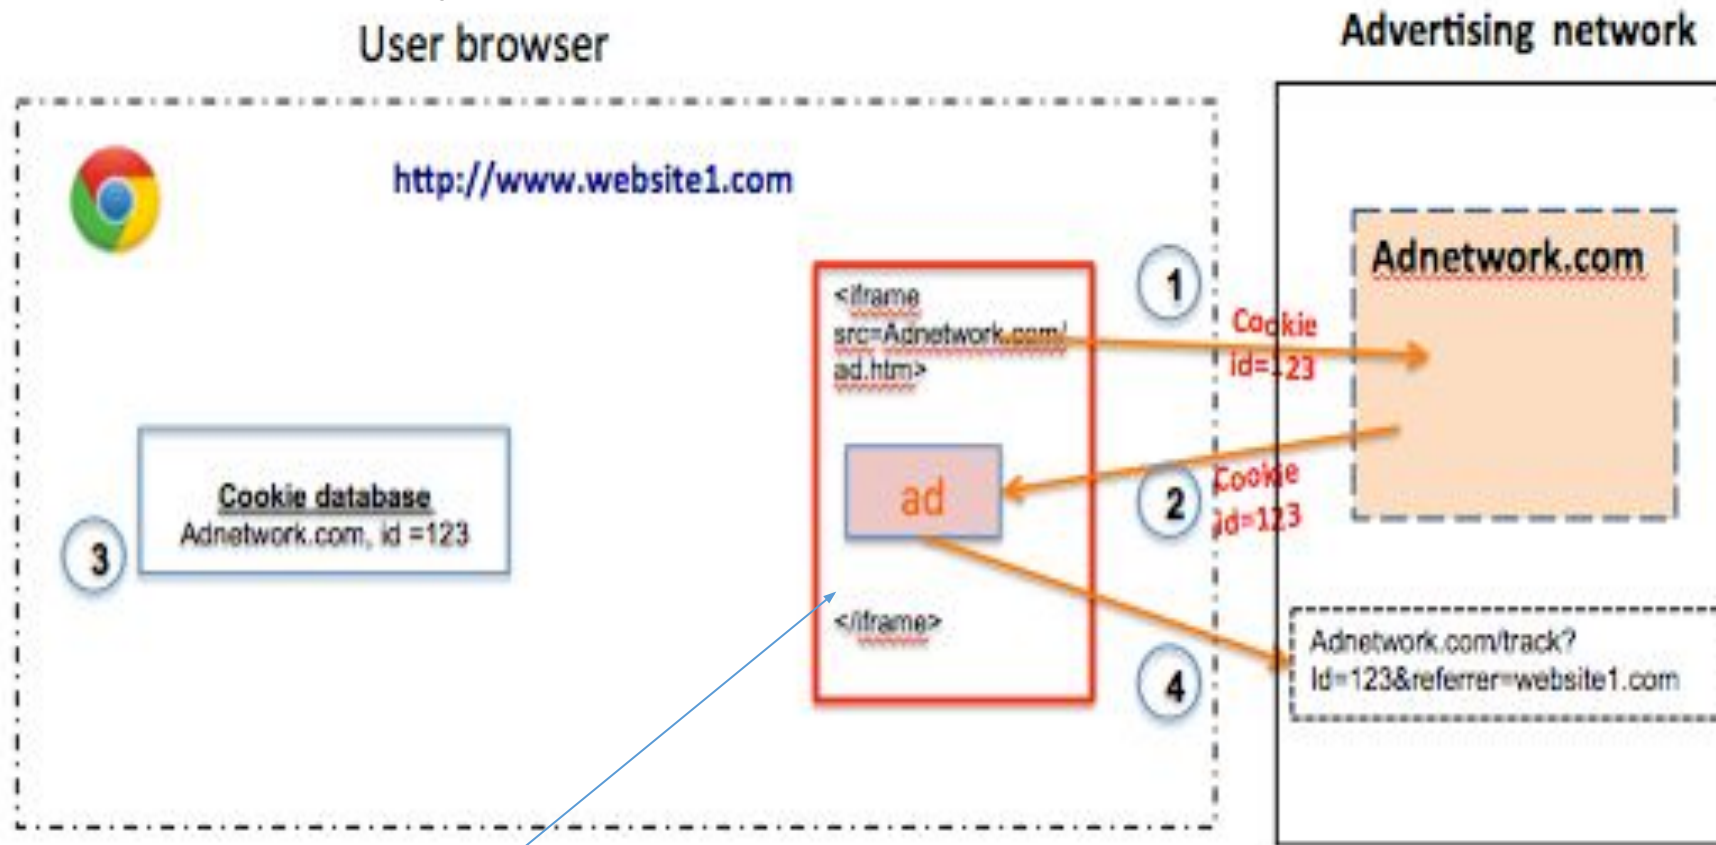 User browser
Advertising network
http://www.website1.com
<iframe
src=Adnetwork.com/
ad.htm>
ad
</iframe>
Cookie database
Adnetwork.com, id =123
3
1
Cookie
id=123
2
Cookie
id=123
4
Adnetwork.com
Adnetwork.com/track?
Id=123&referrer=website1.com